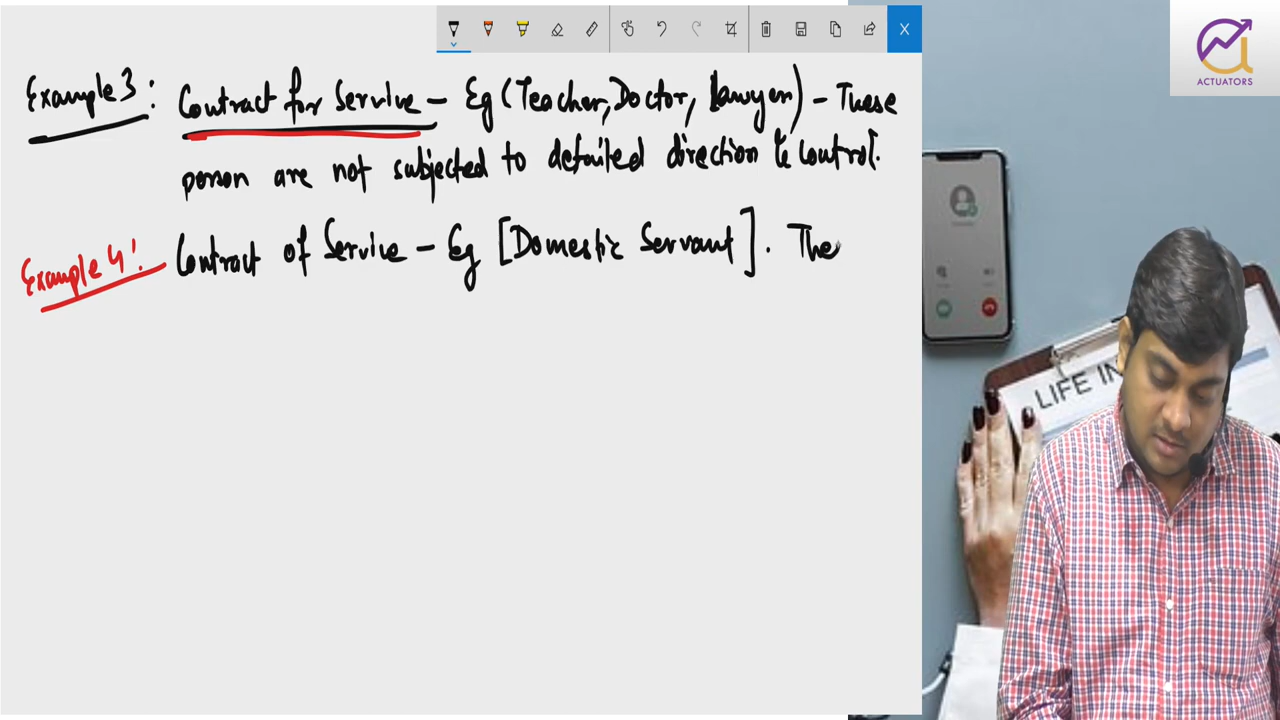 ACTUATORS
Example 3: Contract for Service - Eg (Teacher, Doctor, Lawyer) - These
person are not subjected to detailed direction & Control.
Example 4: Contract of Service - Eg [Domestic Servant]. The
LIFE IN